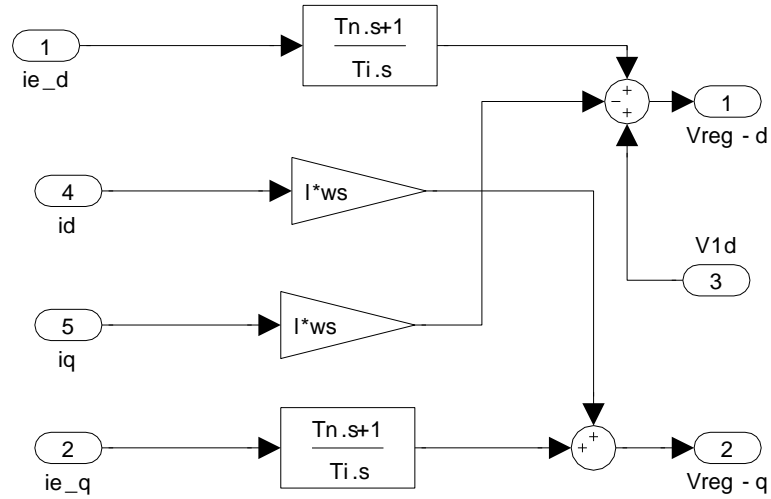 1
ie_d
Tn.s+1
Ti.s
+
-
+
1
Vreg - d
4
id
l*ws
V1d
3
5
iq
l*ws
2
ie_q
Tn.s+1
Ti.s
+
+
2
Vreg - q